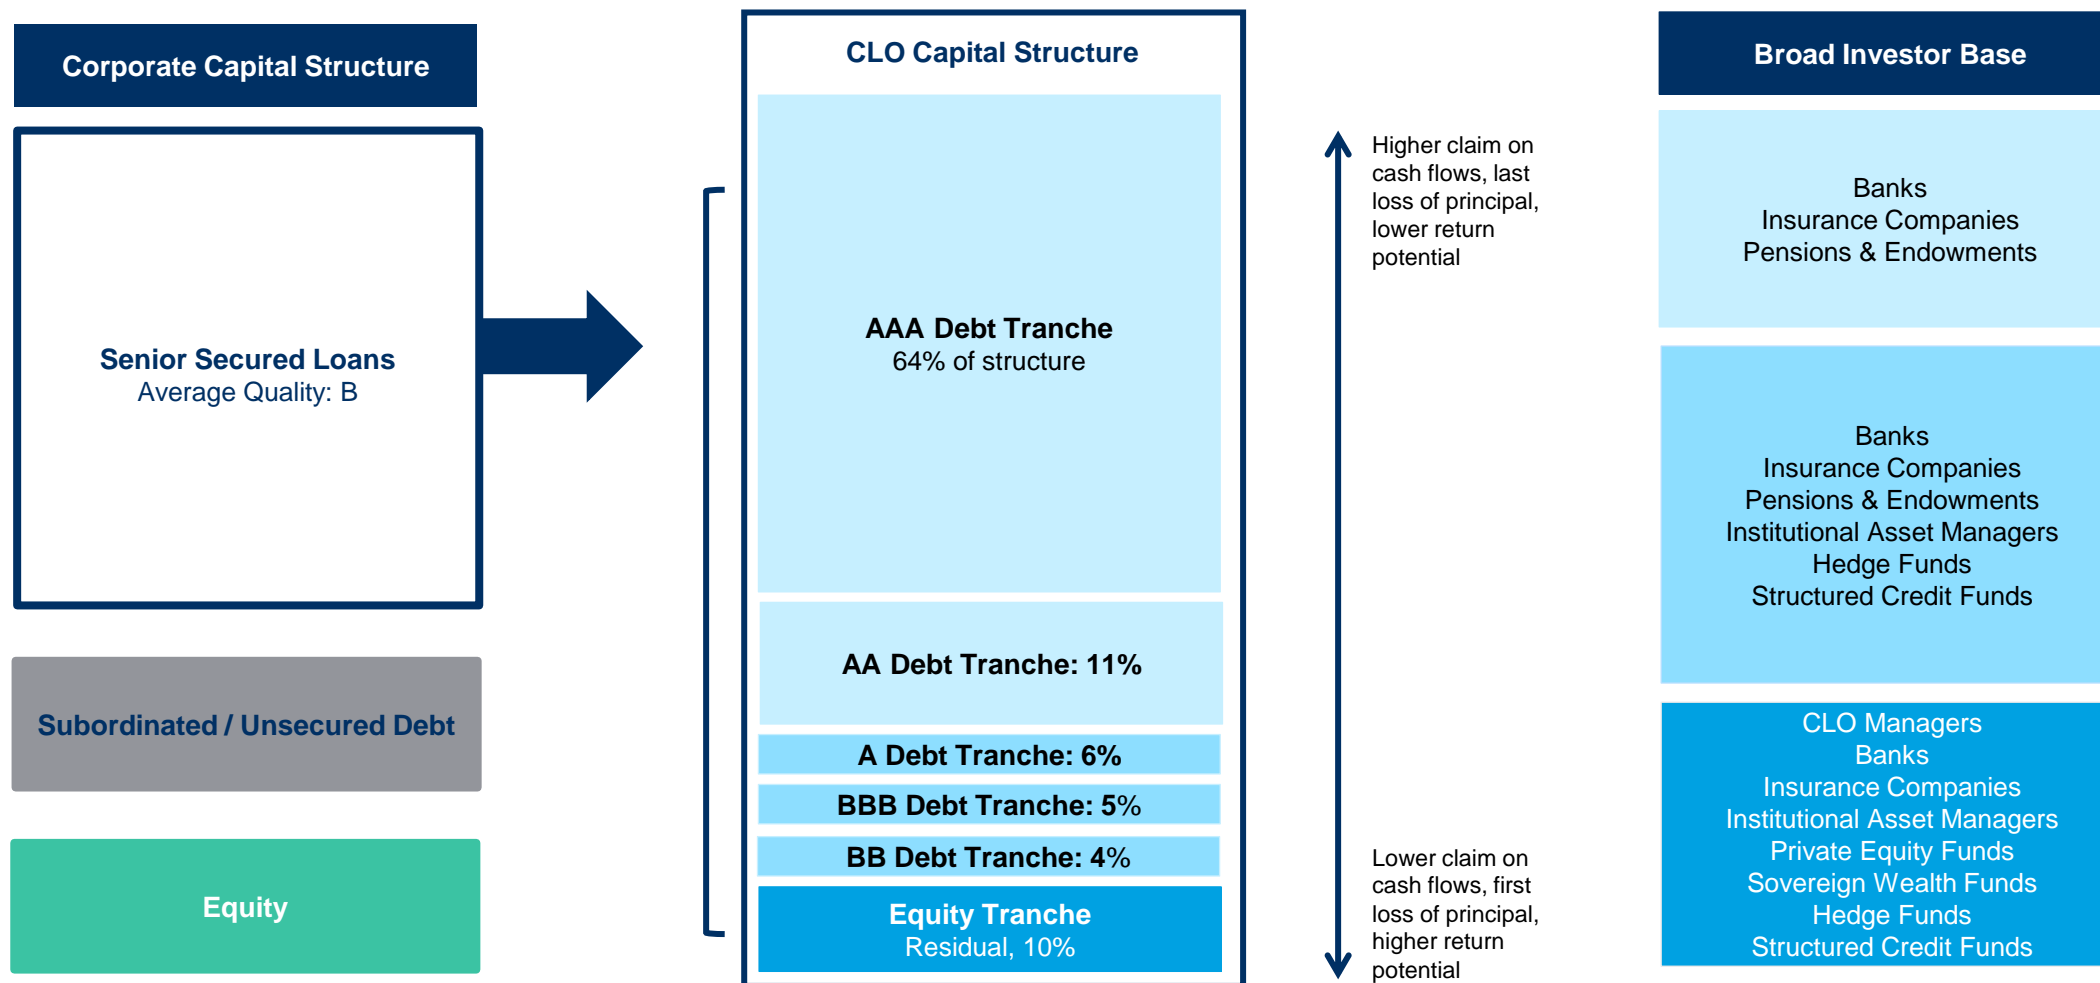 Corporate Capital Structure
Senior Secured Loans
Average Quality: B
Subordinated / Unsecured Debt
Equity
CLO Capital Structure
AAA Debt Tranche
64% of structure
AA Debt Tranche: 11%
A Debt Tranche: 6%
BBB Debt Tranche: 5%
BB Debt Tranche: 4%
Equity Tranche
Residual, 10%
Higher claim on
cash flows, last
loss of principal,
lower return
potential
Lower claim on
cash flows, first
loss of principal,
higher return
potential
Broad Investor Base
Banks
Insurance Companies
Pensions & Endowments
Banks
Insurance Companies
Pensions & Endowments
Institutional Asset Managers
Hedge Funds
Structured Credit Funds
CLO Managers
Banks
Insurance Companies
Institutional Asset Managers
Private Equity Funds
Sovereign Wealth Funds
Hedge Funds
Structured Credit Funds